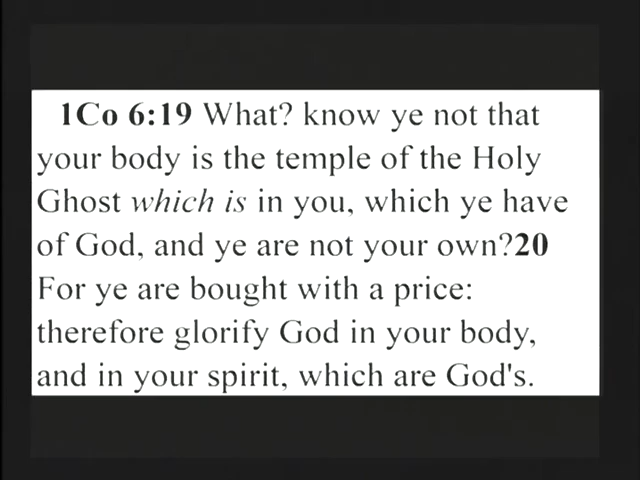 1Co 6:19 What? know ye not that
your body is the temple of the Holy
Ghost which is in you, which ye have
of God, and ye are not your own?20
For ye are bought with a price:
therefore glorify God in your body,
and in your spirit, which are God's.